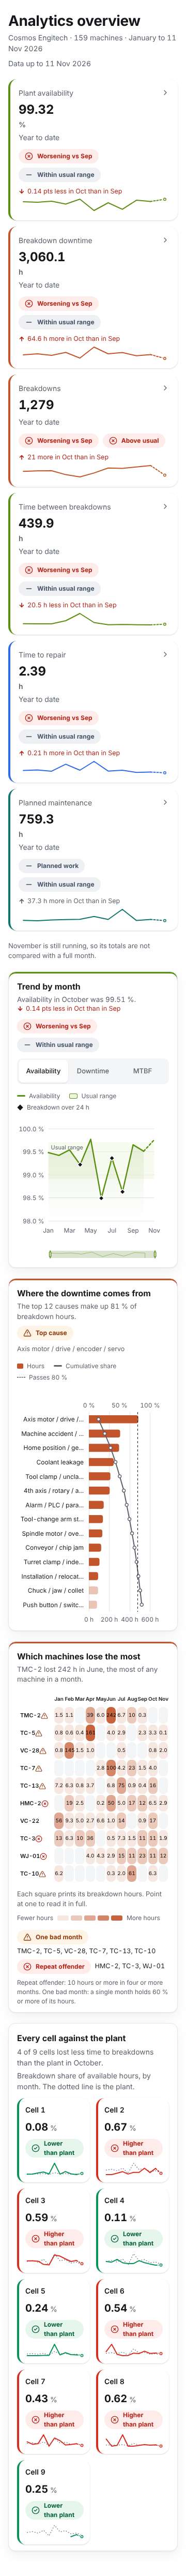 Analytics overview
Cosmos Engitech · 159 machines · January to 11
Nov 2026
Data up to 11 Nov 2026
Plant availability
99.32
%
Year to date
Worsening vs Sep
Within usual range
0.14 pts less in Oct than in Sep
Breakdown downtime
3,060.1
h
Year to date
Worsening vs Sep
Within usual range
64.6 h more in Oct than in Sep
Breakdowns
1,279
Year to date
Worsening vs Sep
Above usual
21 more in Oct than in Sep
Time between breakdowns
439.9
h
Year to date
Worsening vs Sep
Within usual range
20.5 h less in Oct than in Sep
Time to repair
2.39
h
Year to date
Worsening vs Sep
Within usual range
0.21 h more in Oct than in Sep
Planned maintenance
759.3
h
Year to date
Planned work
Within usual range
37.3 h more in Oct than in Sep
November is still running, so its totals are not
compared with a full month.
Trend by month
Availability in October was 99.51 %.
0.14 pts less in Oct than in Sep
Worsening vs Sep
Within usual range
Availability Downtime MTBF
Availability Usual range
Breakdown over 24 h
100.0 %
Usual range
99.5 %
99.0 %
98.5 %
98.0 %
Jan Mar May Jul Sep Nov
Where the downtime comes from
The top 12 causes make up 81 % of
breakdown hours.
Top cause
Axis motor / drive / encoder / servo
Hours Cumulative share
Passes 80 %
0 % 50 % 100 %
Axis motor / drive /...
Machine accident / ...
Home position / ge...
Coolant leakage
Tool clamp / uncla...
4th axis / rotary / a...
Alarm / PLC / para...
Tool-change arm st...
Spindle motor / ove...
Conveyor / chip jam
Turret clamp / inde...
Installation / relocat...
Chuck / jaw / collet
Push button / switc...
0 h 200 h 400 h 600 h
Which machines lose the most
TMC-2 lost 242 h in June, the most of any
machine in a month.
Jan Feb Mar Apr May Jun Jul Aug Sep Oct Nov
TMC-2
TC-5
VC-28
TC-7
TC-13
HMC-2
VC-22
TC-3
WJ-01
TC-10
Each square prints its breakdown hours. Point
at one to read it in full.
Fewer hours More hours
One bad month
TMC-2, TC-5, VC-28, TC-7, TC-13, TC-10
Repeat offender HMC-2, TC-3, WJ-01
Repeat offender: 10 hours or more in four or more
months. One bad month: a single month holds 60 %
or more of its hours.
Every cell against the plant
4 of 9 cells lost less time to breakdowns
than the plant in October.
Breakdown share of available hours, by
month. The dotted line is the plant.
Cell 1
0.08 %
Lower
than plant
Cell 2
0.67 %
Higher
than plant
Cell 3
0.59 %
Higher
than plant
Cell 4
0.11 %
Lower
than plant
Cell 5
0.24 %
Lower
than plant
Cell 6
0.54 %
Higher
than plant
Cell 7
0.43 %
Higher
than plant
Cell 8
0.62 %
Higher
than plant
Cell 9
0.25 %
Lower
than plant